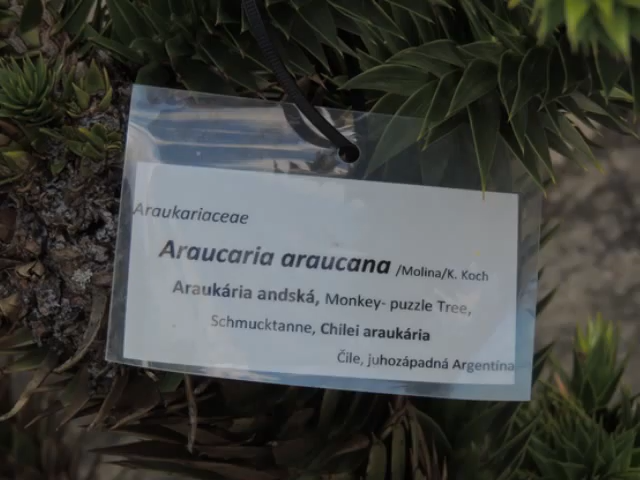 Araukariaceae
Araucaria araucana /Molina/K. Koch
Araukária andská, Monkey- puzzle Tree,
Schmucktanne, Chilei araukária
Čile, juhozápadná Argentína